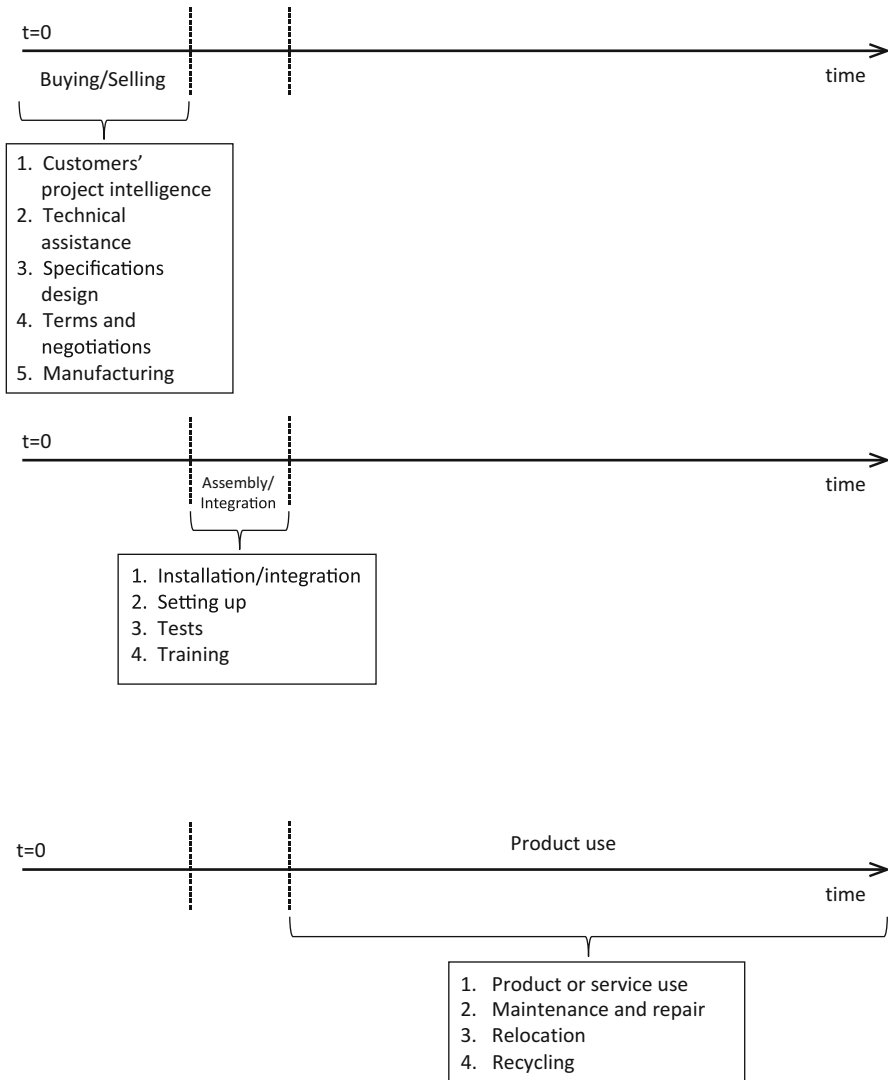 t=0
time
Buying/Selling
1. Customers’
project intelligence
2. Technical
assistance
3. Specifications
design
4. Terms and
negotiations
5. Manufacturing
t=0
time
Assembly/
Integration
1. Installation/integration
2. Setting up
3. Tests
4. Training
Product use
t=0
time
1. Product or service use
2. Maintenance and repair
3. Relocation
4. Recycling